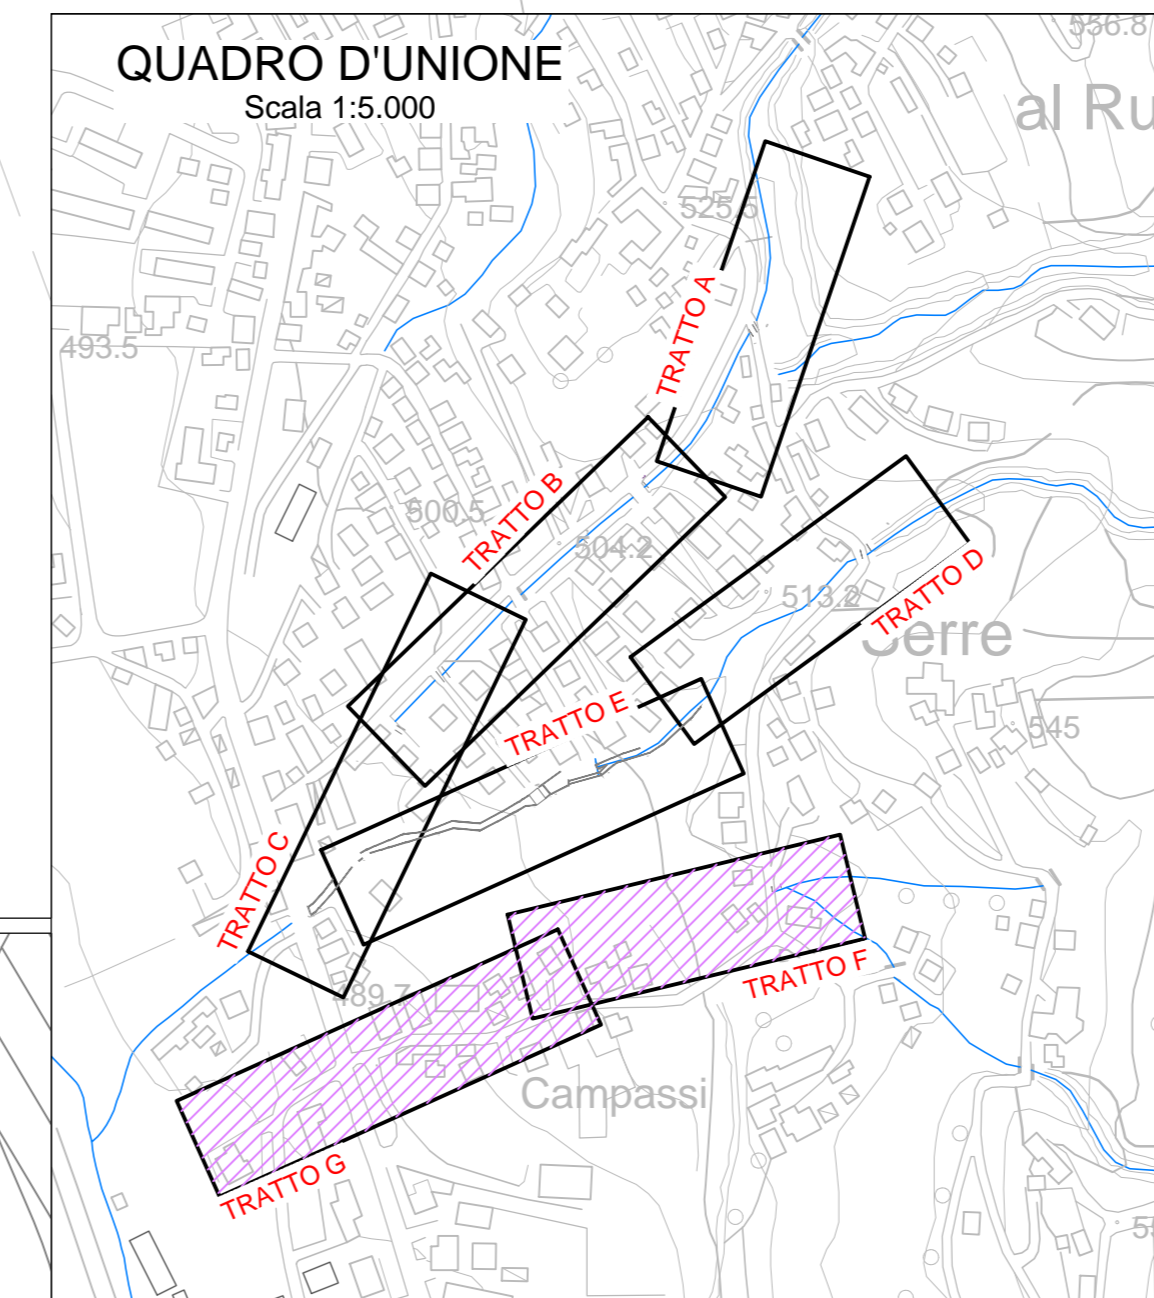 QUADRO D'UNIONE
Scala 1:5.000
536.8
al Ru
525.5
TRATTO A
493.5
TRATTO B
500.5
504.2
513.2
TRATTO D
Serre
TRATTO E
545
TRATTO C
489.7
TRATTO F
Campassi
TRATTO G